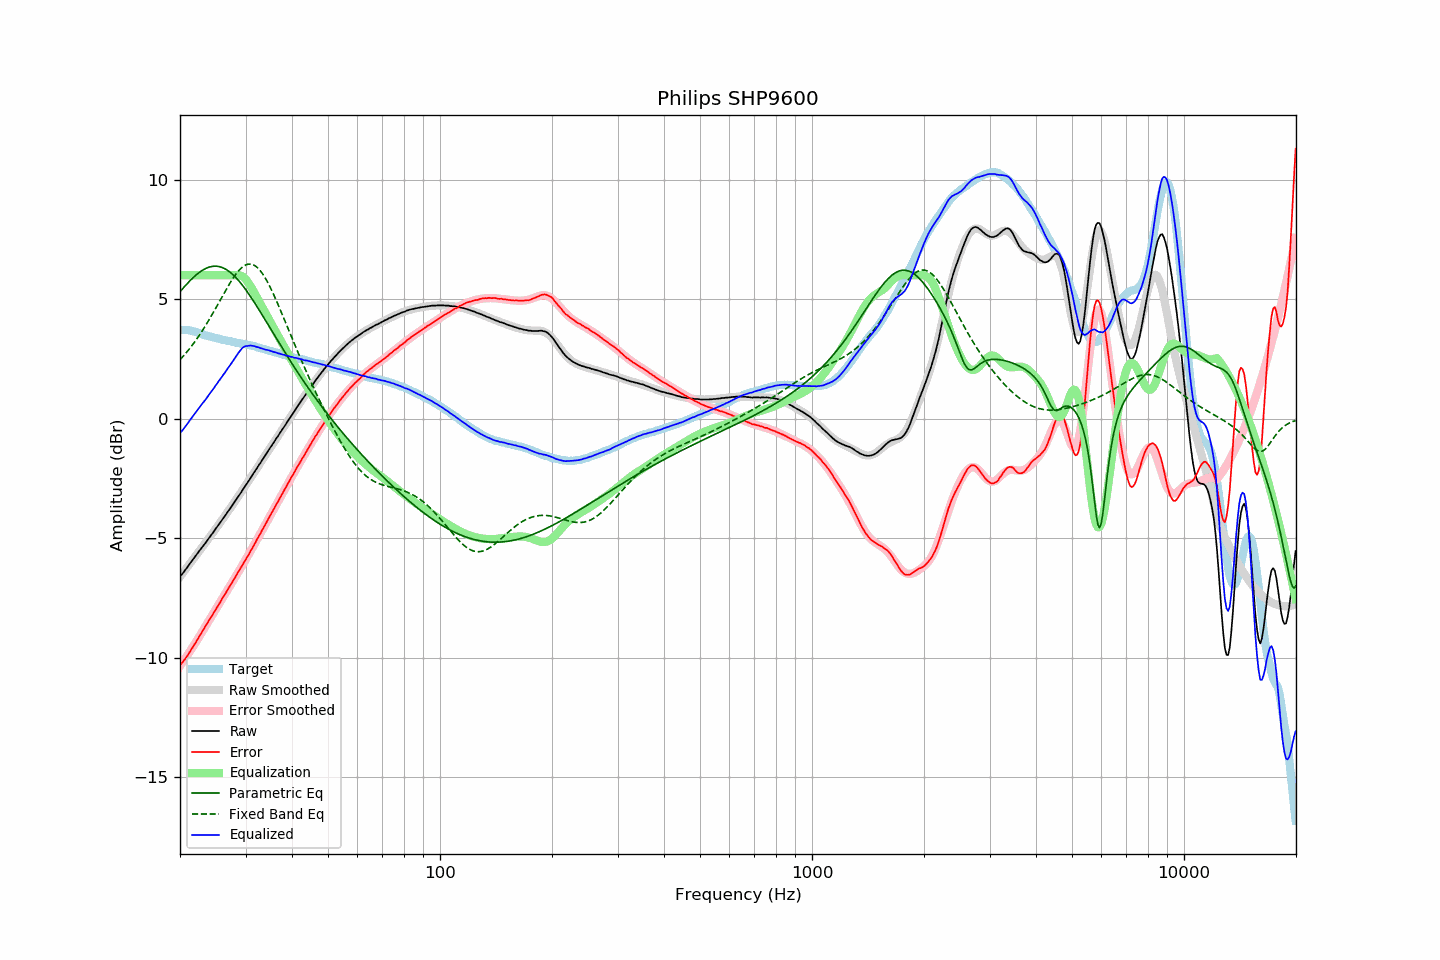 Philips SHP9600
Amplitude (dBr)
10
5
0
−5
−10
−15
Target
Raw Smoothed
Error Smoothed
Raw
Error
Equalization
Parametric Eq
Fixed Band Eq
Equalized
100
1000
10000
Frequency (Hz)